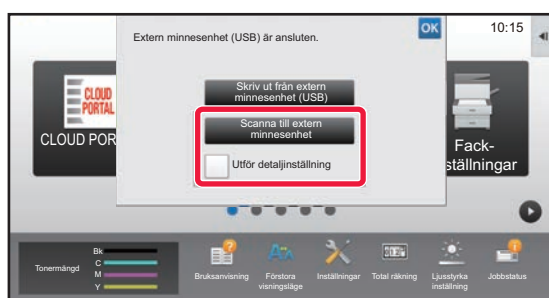 Extern minnesenhet (USB) är ansluten.
OK
10:15
Skriv ut från extern
minnesenhet (USB)
Scanna till extern
minnesenhet
Utför detaljinställning
CLOUD
PORTAL
CLOUD POR
Fack-
ställningar
Tonermängd
Bk
C
M
Y
Bruksanvisning
Förstora
visningsläge
Inställningar
Total räkning
Ljusstyrka
inställning
Jobbstatus